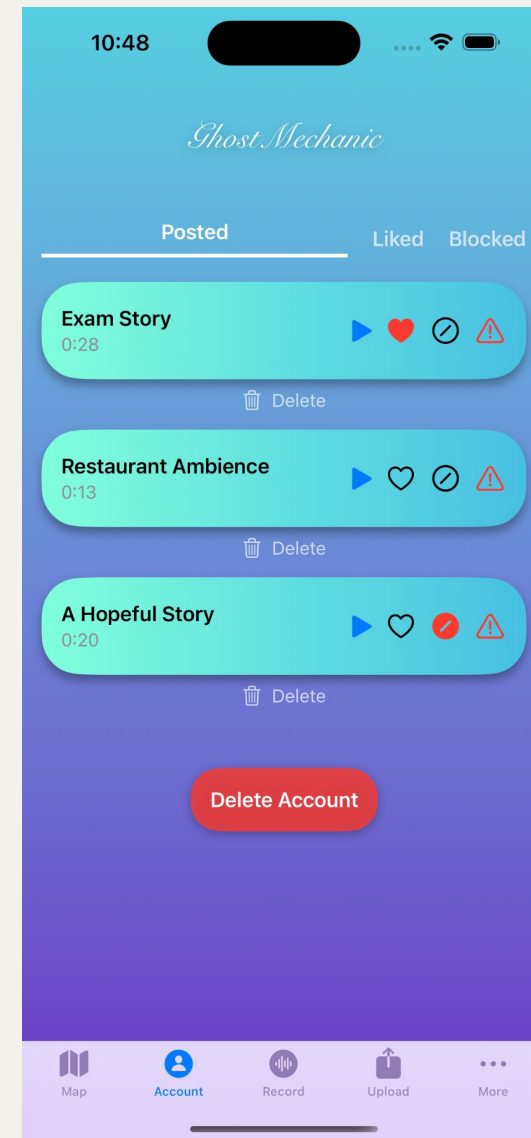 10:48
Ghost Mechanic
Posted Liked Blocked
Exam Story
0:28
Delete
Restaurant Ambience
0:13
Delete
A Hopeful Story
0:20
Delete
Delete Account
Map Account Record Upload More